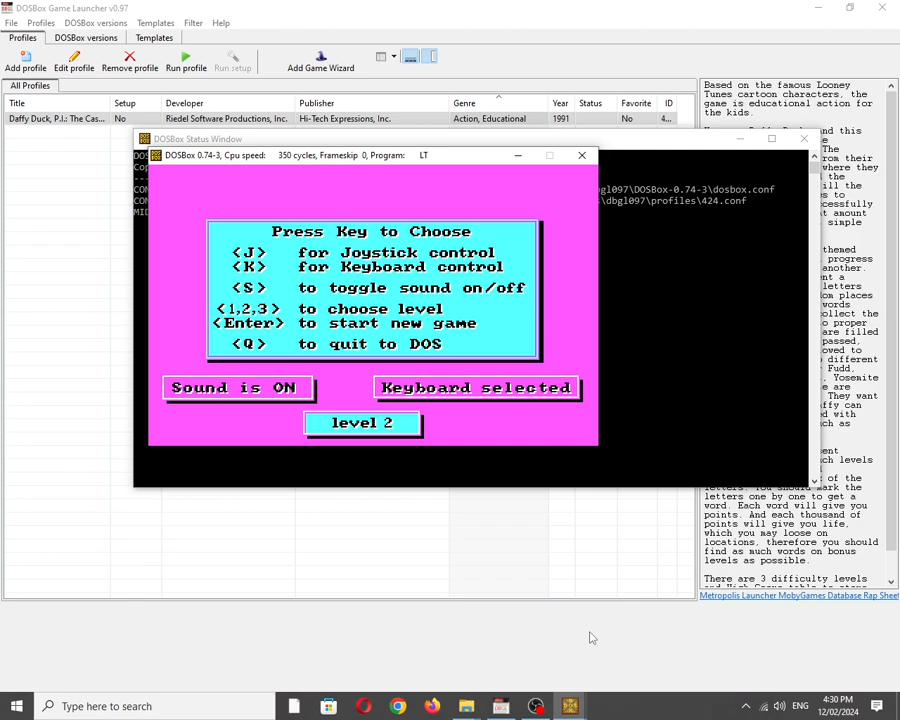 DOSBox Game Launcher v0.97
File Profiles DOSBox versions Templates Filter Help
Profiles DOSBox versions Templates
Add profile Edit profile Remove profile Run profile Run setup Add Game Wizard
All Profiles
Title Setup Developer Publisher Genre Year Status Favorite ID
Daffy Duck, P.I.: The Cas... No Riedel Software Productions, Inc. Hi-Tech Expressions, Inc. Action, Educational 1991 No 4...
Based on the famous Looney
Tunes cartoon characters, the
game is educational action for
the kids.
DOSBox Status Window
DOSBox 0.74-3, Cpu speed: 350 cycles, Frameskip 0, Program: LT
bgl097\DOSBox-0.74-3\dosbox.conf
s\dbgl097\profiles\424.conf
Press Key to Choose
<J> for Joystick control
<K> for Keyboard control
<S> to toggle sound on/off
<1,2,3> to choose level
<Enter> to start new game
<Q> to quit to DOS
Sound is ON
Keyboard selected
level 2
letters. You should mark the
letters one by one to get a
word. Each word will give you
points. And each thousand of
points will give you life,
which you may loose on
locations, therefore you should
find as much words on bonus
levels as possible.
There are 3 difficulty levels
Metropolis Launcher MobyGames Database Rap Sheet
Type here to search
ENG
4:30 PM
12/02/2024